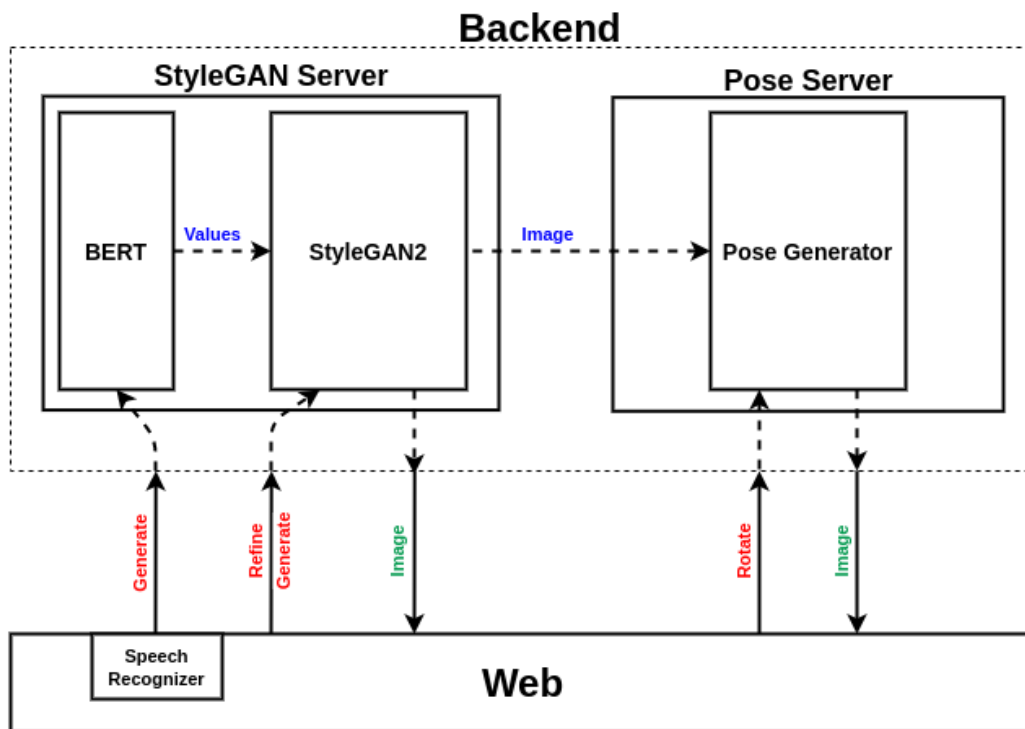 Backend
StyleGAN Server
Pose Server
BERT
Values
StyleGAN2
Image
Pose Generator
Generate
Refine
Generate
Image
Rotate
Image
Speech
Recognizer
Web